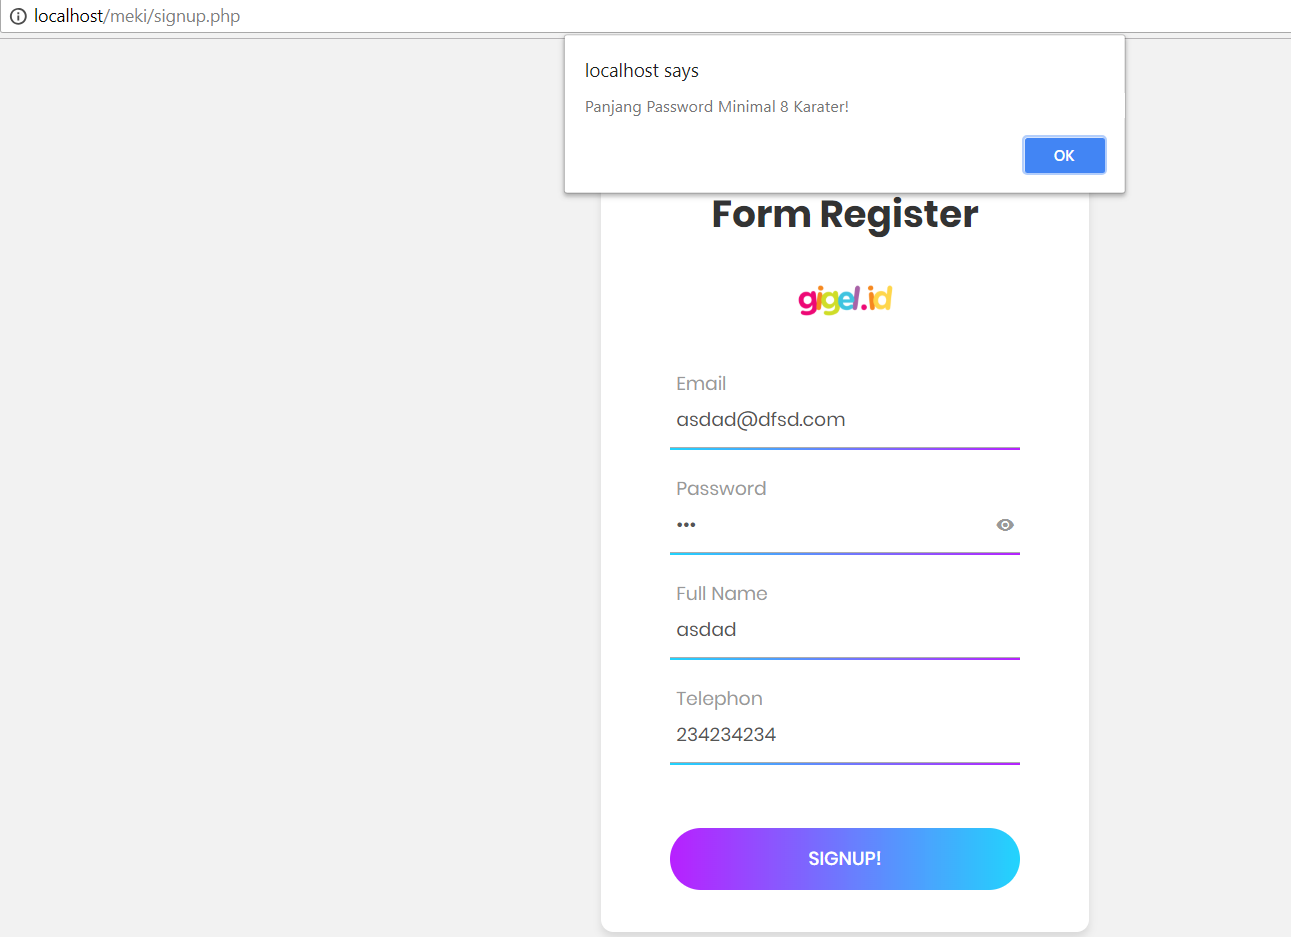 localhost/meki/signup.php
localhost says
Panjang Password Minimal 8 Karater!
OK
Form Register
gigel.id
Email
asdad@dfsd.com
Password
•••
Full Name
asdad
Telephon
234234234
SIGNUP!